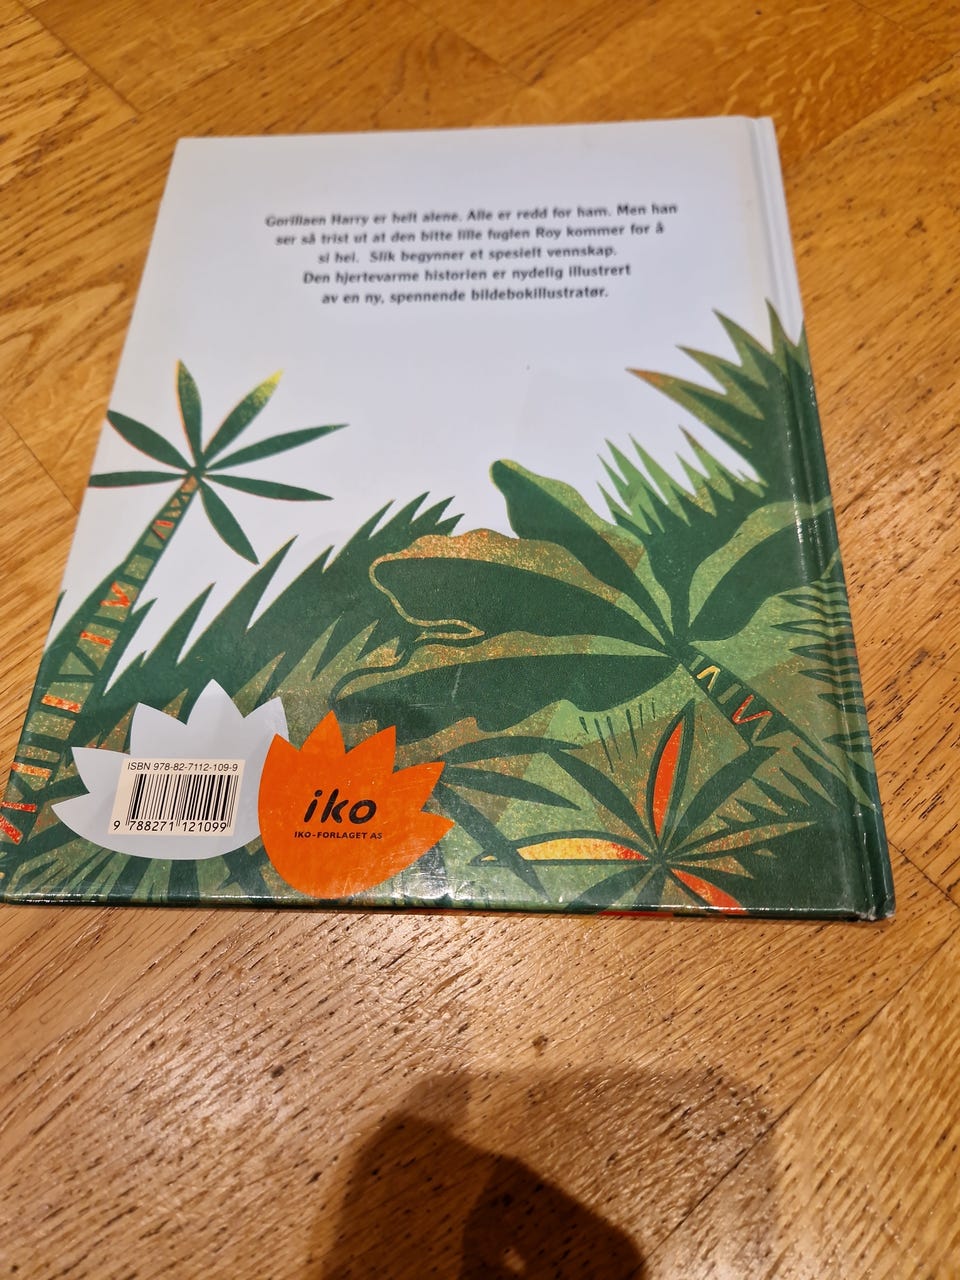 Gorillaen Harry er helt alene. Alle er redd for ham. Men han
ser så trist ut at den bitte lille fuglen Roy kommer for å
si hei. Slik begynner et spesielt vennskap.
Den hjertevarme historien er nydelig illustrert
av en ny, spennende bildebokillustratør.
ISBN 978-82-7112-109-9
9 788271 121099
iko
IKO-FORLAGET AS